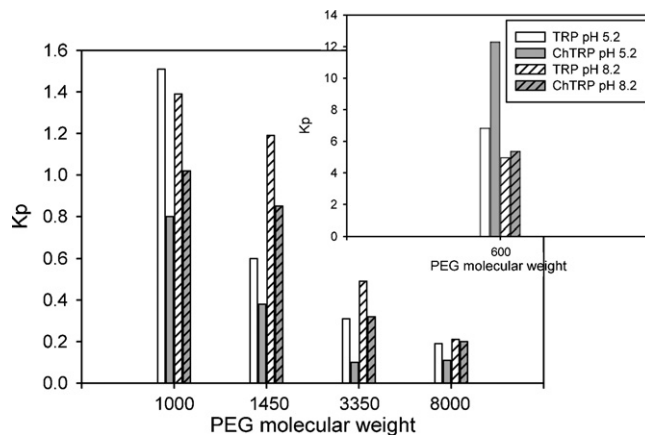 1.6
1.4
1.2
1.0
0.8
0.6
0.4
0.2
0.0
Kp
1000 1450 3350 8000
PEG molecular weight
14
12
10
8
6
4
2
0
Kp
600
PEG molecular weight
TRP pH 5.2
ChTRP pH 5.2
TRP pH 8.2
ChTRP pH 8.2